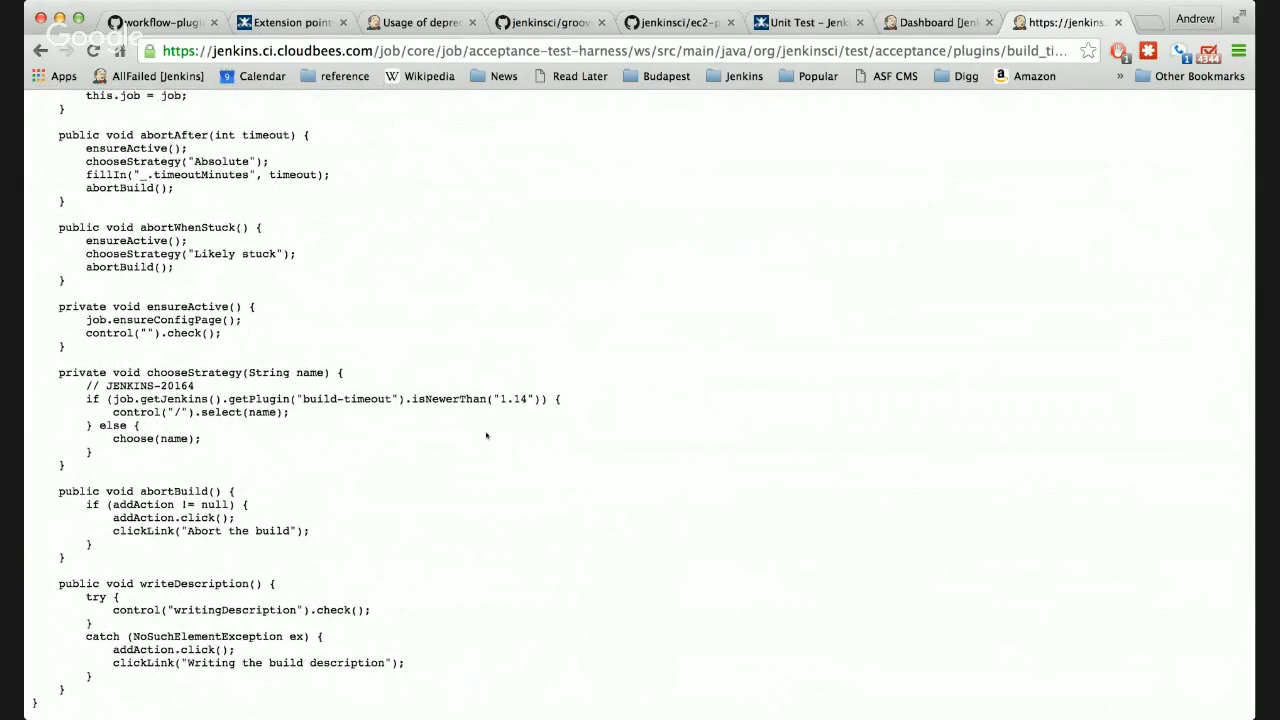 workflow-plugi
Extension point
Usage of depre
jenkinsci/groov
jenkinsci/ec2-p
Unit Test – Jenk
Dashboard [Jenk
https://jenkins.
Andrew
Google
https://jenkins.ci.cloudbees.com/job/core/job/acceptance-test-harness/ws/src/main/java/org/jenkinsci/test/acceptance/plugins/build_ti...
1
1
4344
Apps
AllFailed [Jenkins]
9
Calendar
reference
W Wikipedia
News
Read Later
Budapest
Jenkins
Popular
ASF CMS
Digg
a Amazon
»
Other Bookmarks
this.job = job;
}
public void abortAfter(int timeout) {
ensureActive();
chooseStrategy("Absolute");
fillIn("_.timeoutMinutes", timeout);
abortBuild();
}
public void abortWhenStuck() {
ensureActive();
chooseStrategy("Likely stuck");
abortBuild();
}
private void ensureActive() {
job.ensureConfigPage();
control("").check();
}
private void chooseStrategy(String name) {
// JENKINS-20164
if (job.getJenkins().getPlugin("build-timeout").isNewerThan("1.14")) {
control("/").select(name);
} else {
choose(name);
}
}
public void abortBuild() {
if (addAction != null) {
addAction.click();
clickLink("Abort the build");
}
}
public void writeDescription() {
try {
control("writingDescription").check();
}
catch (NoSuchElementException ex) {
addAction.click();
clickLink("Writing the build description");
}
}
}